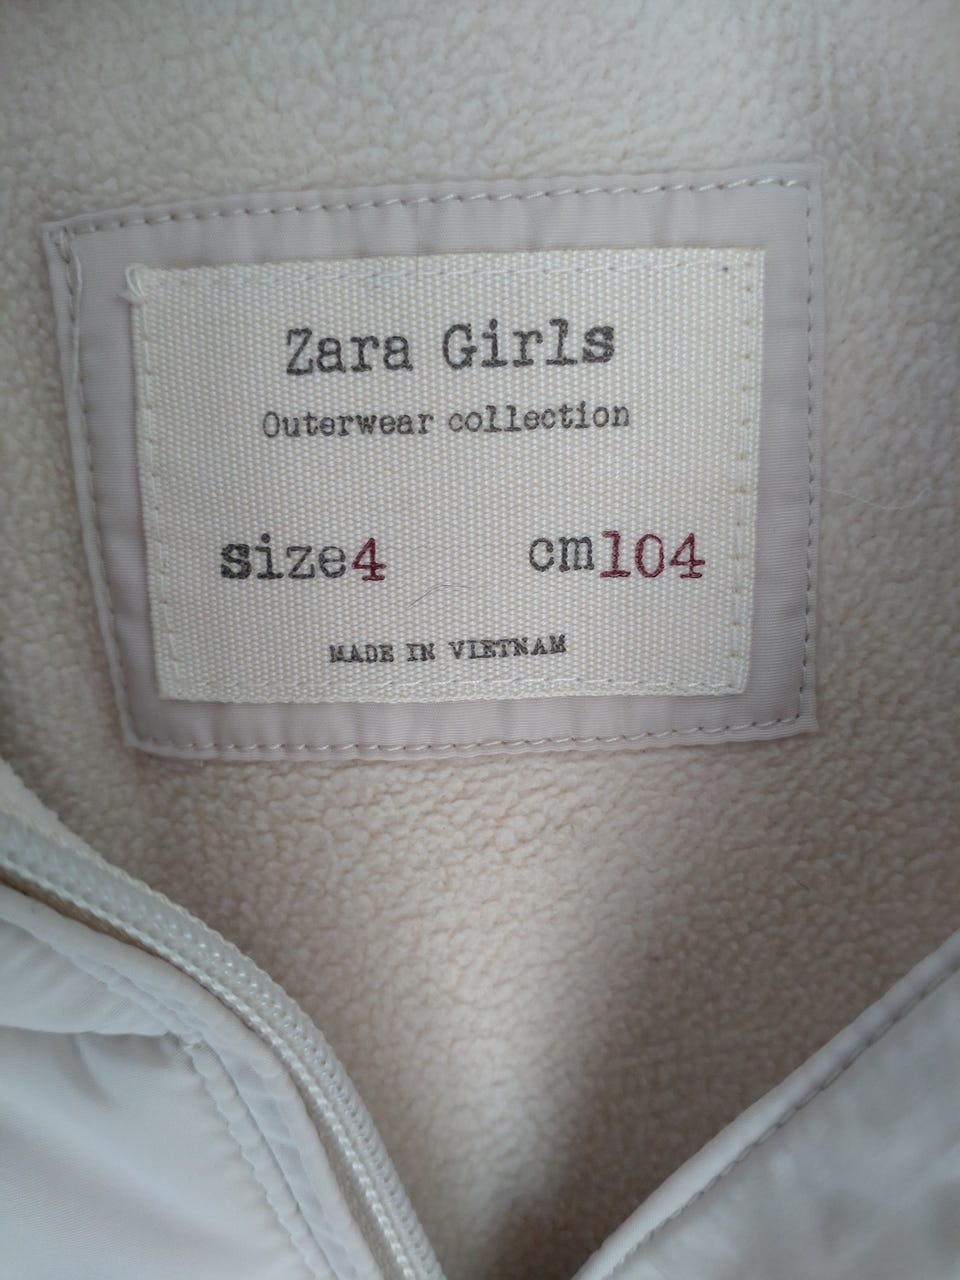 Zara Girls
Outerwear collection
size4 cm104
MADE IN VIETNAM